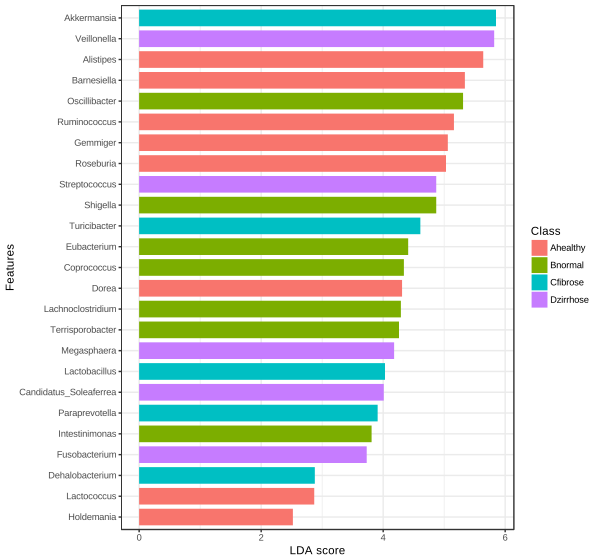 Akkermansia
Veillonella
Alistipes
Barnesiella
Oscillibacter
Ruminococcus
Gemmiger
Roseburia
Streptococcus
Shigella
Turicibacter
Eubacterium
Coprococcus
Dorea
Lachnoclostridium
Terrisporobacter
Megasphaera
Lactobacillus
Candidatus_Soleaferrea
Paraprevotella
Intestinimonas
Fusobacterium
Dehalobacterium
Lactococcus
Holdemania
Features
0 2 4 6
LDA score
Class
Ahealthy
Bnormal
Cfibrose
Dzirrhose